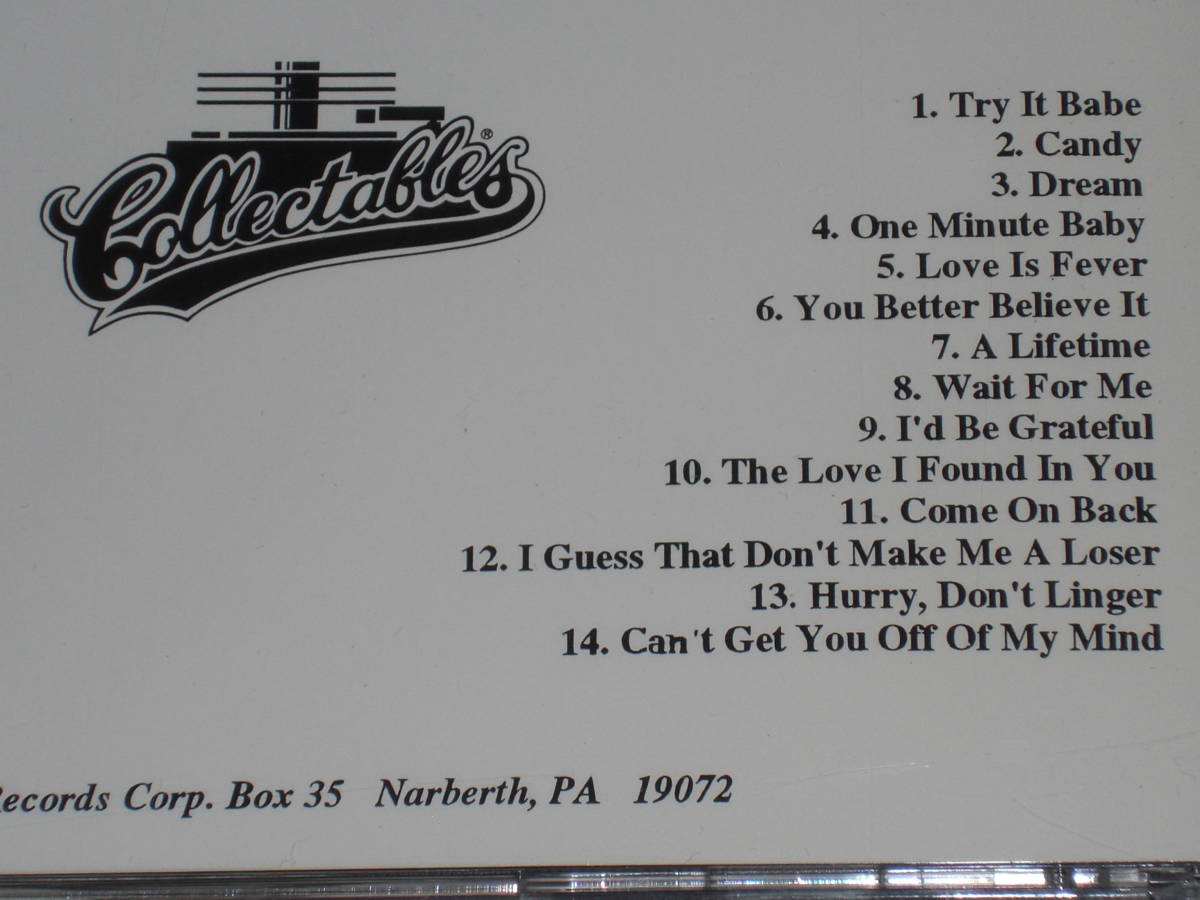 Collectables®
1. Try It Babe
2. Candy
3. Dream
4. One Minute Baby
5. Love Is Fever
6. You Better Believe It
7. A Lifetime
8. Wait For Me
9. I'd Be Grateful
10. The Love I Found In You
11. Come On Back
12. I Guess That Don't Make Me A Loser
13. Hurry, Don't Linger
14. Can't Get You Off Of My Mind
Records Corp. Box 35 Narberth, PA 19072